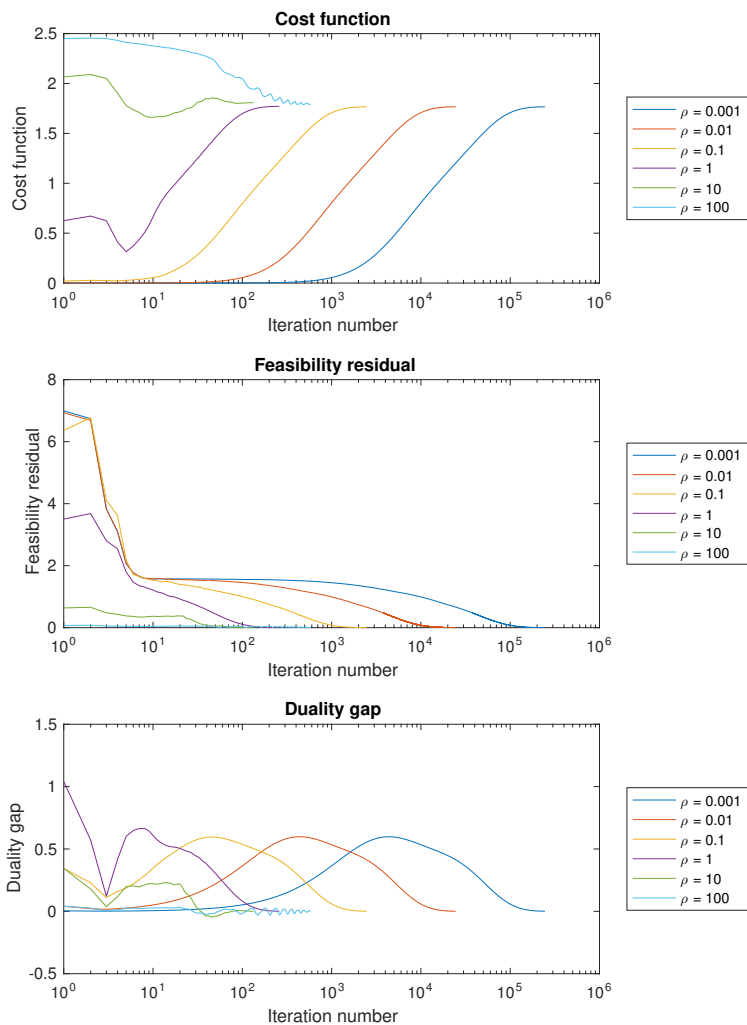 Cost function
Cost function
2.5
2
1.5
1
0.5
0
10^0
10^1
10^2
10^3
10^4
10^5
10^6
Iteration number
ρ = 0.001
ρ = 0.01
ρ = 0.1
ρ = 1
ρ = 10
ρ = 100
Feasibility residual
Feasibility residual
8
6
4
2
0
10^0
10^1
10^2
10^3
10^4
10^5
10^6
Iteration number
ρ = 0.001
ρ = 0.01
ρ = 0.1
ρ = 1
ρ = 10
ρ = 100
Duality gap
Duality gap
1.5
1
0.5
0
-0.5
10^0
10^1
10^2
10^3
10^4
10^5
10^6
Iteration number
ρ = 0.001
ρ = 0.01
ρ = 0.1
ρ = 1
ρ = 10
ρ = 100